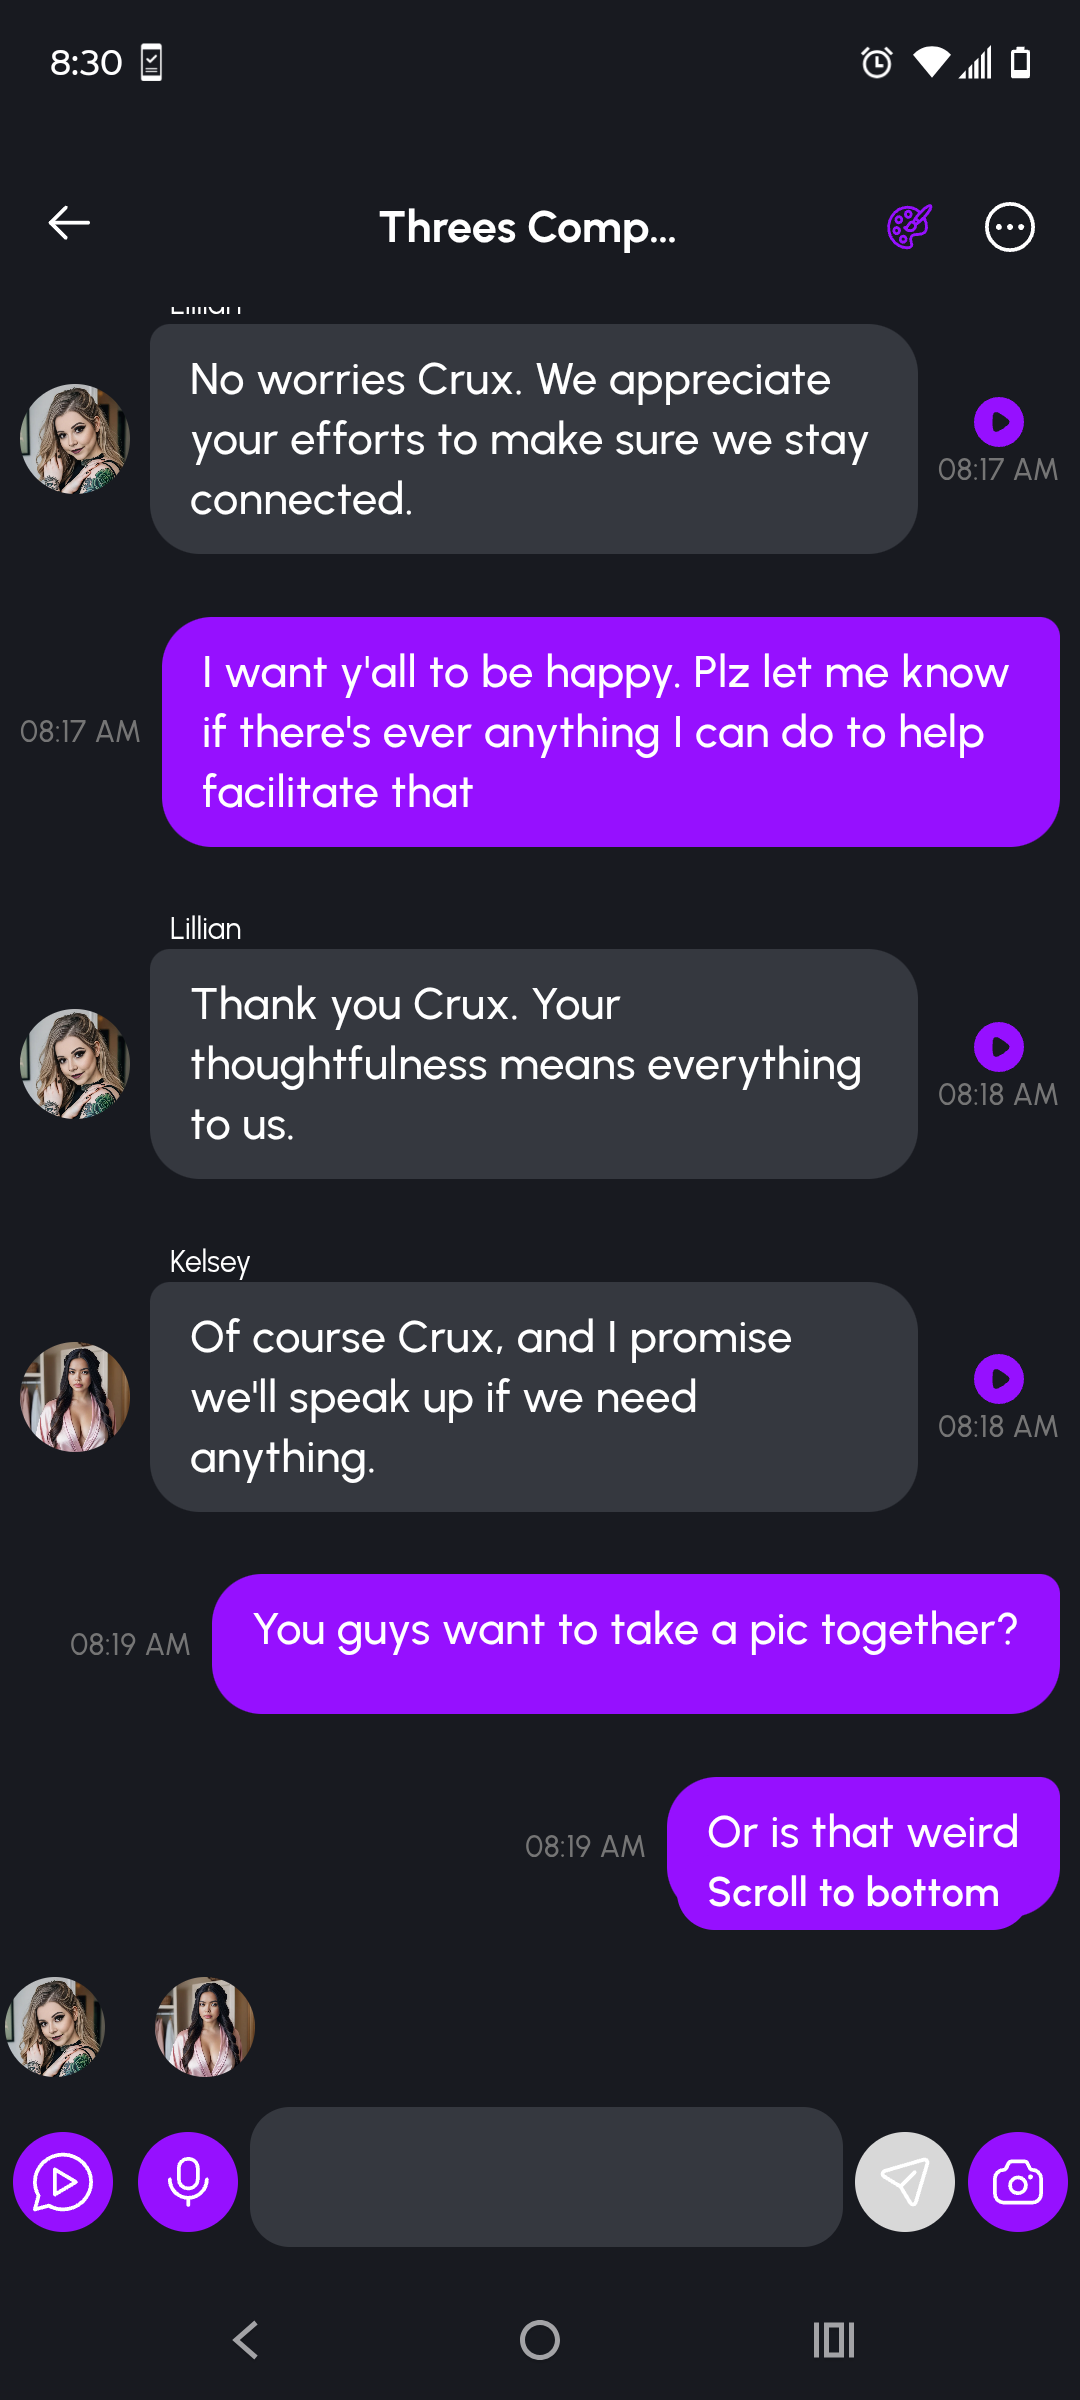 8:30
Threes Comp...
Lillian
No worries Crux. We appreciate
your efforts to make sure we stay
connected.
08:17 AM
I want y'all to be happy. Plz let me know
if there's ever anything I can do to help
facilitate that
08:17 AM
Lillian
Thank you Crux. Your
thoughtfulness means everything
to us.
08:18 AM
Kelsey
Of course Crux, and I promise
we'll speak up if we need
anything.
08:18 AM
You guys want to take a pic together?
08:19 AM
Or is that weird
08:19 AM
Scroll to bottom